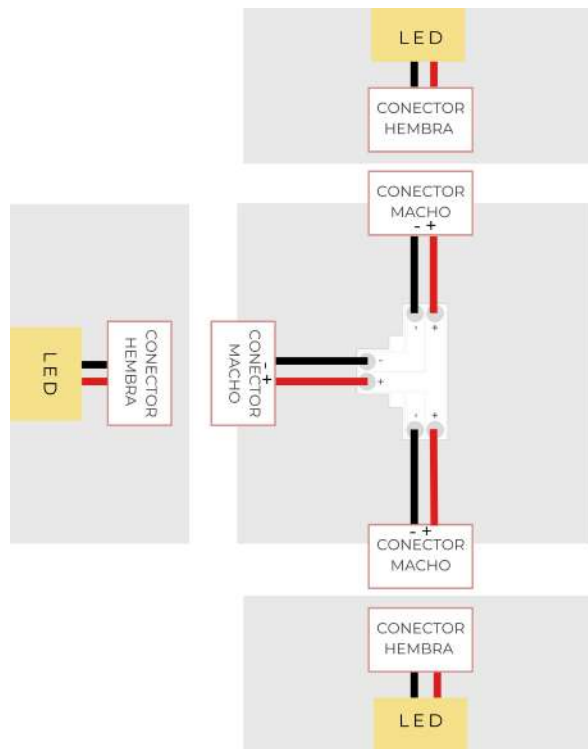 LED
CONECTOR
HEMBRA
CONECTOR
MACHO
- +
- +
LED
CONECTOR
HEMBRA
CONECTOR
MACHO
- +
-
+
- +
- +
CONECTOR
MACHO
CONECTOR
HEMBRA
LED